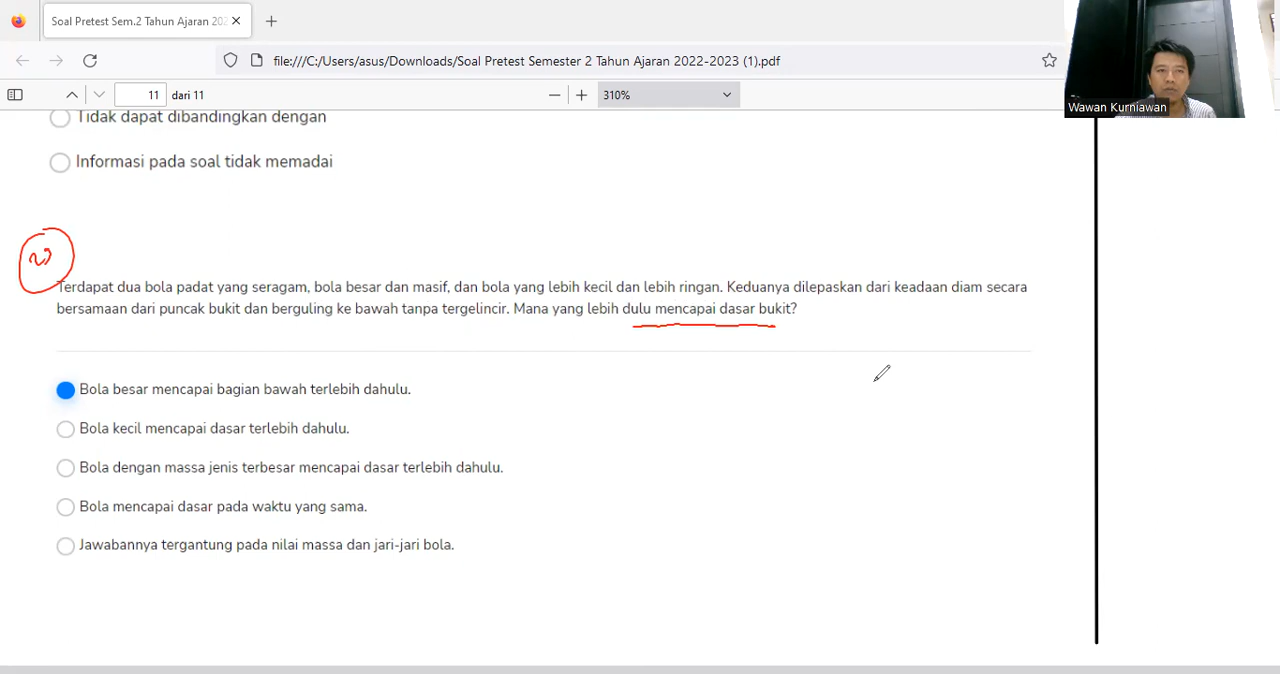 Soal Pretest Sem.2 Tahun Ajaran 202
file:///C:/Users/asus/Downloads/Soal Pretest Semester 2 Tahun Ajaran 2022-2023 (1).pdf
11 dari 11
310%
Wawan Kurniawan
Tidak dapat dibandingkan dengan
Informasi pada soal tidak memadai
Terdapat dua bola padat yang seragam, bola besar dan masif, dan bola yang lebih kecil dan lebih ringan. Keduanya dilepaskan dari keadaan diam secara
bersamaan dari puncak bukit dan berguling ke bawah tanpa tergelincir. Mana yang lebih dulu mencapai dasar bukit?
Bola besar mencapai bagian bawah terlebih dahulu.
Bola kecil mencapai dasar terlebih dahulu.
Bola dengan massa jenis terbesar mencapai dasar terlebih dahulu.
Bola mencapai dasar pada waktu yang sama.
Jawabannya tergantung pada nilai massa dan jari-jari bola.